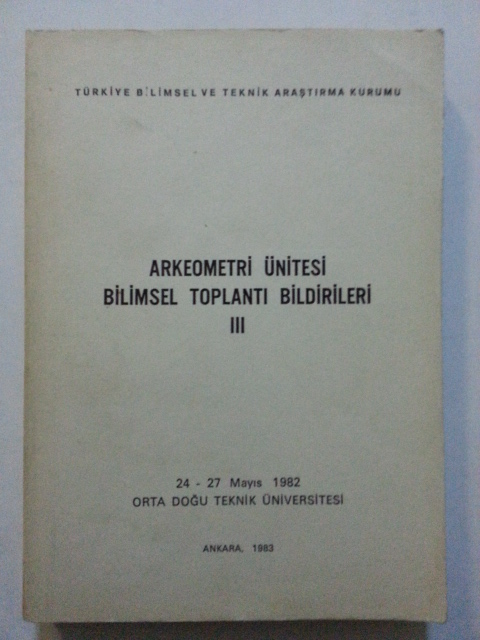 TÜRKİYE BİLİMSEL VE TEKNİK ARAŞTIRMA KURUMU
ARKEOMETRİ ÜNİTESİ
BİLİMSEL TOPLANTI BİLDİRİLERİ
III
24 - 27 Mayıs 1982
ORTA DOĞU TEKNİK ÜNİVERSİTESİ
ANKARA, 1983